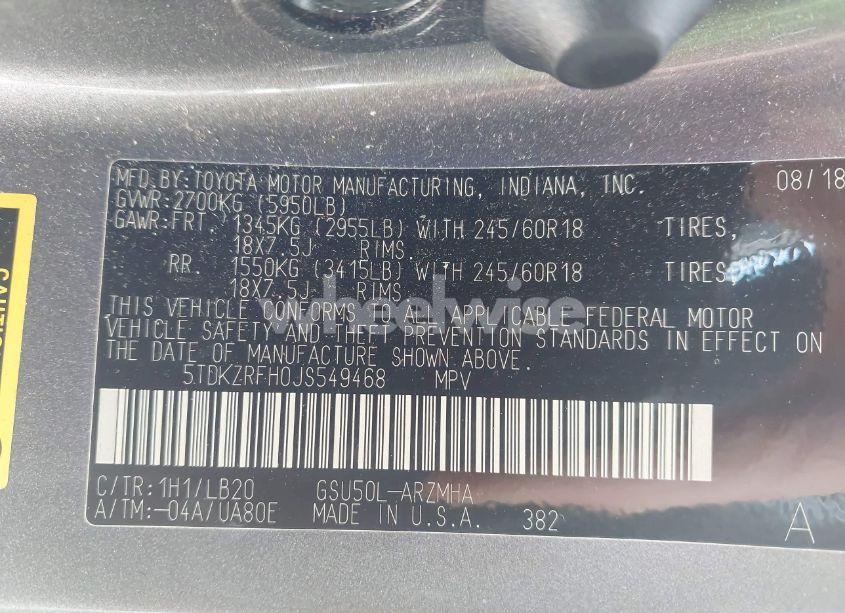 MFD.BY:TOYOTA MOTOR MANUFACTURING, INDIANA, INC. 08/18
GVWR:2700KG (5950LB)
GAWR:FRT. 1345KG (2955LB) WITH 245/60R18 TIRES,
18X7.5J RIMS.
RR. 1550KG (3415LB) WITH 245/60R18 TIRES,
18X7.5J RIMS.
THIS VEHICLE CONFORMS TO ALL APPLICABLE FEDERAL MOTOR
VEHICLE SAFETY AND THEFT PREVENTION STANDARDS IN EFFECT ON
THE DATE OF MANUFACTURE SHOWN ABOVE.
5TDKZRFH0JS549468 MPV
C/TR:1H1/LB20 GSU50L-ARZMHA
A/TM:-04A/UA80E MADE IN U.S.A. 382 A
wheelwise